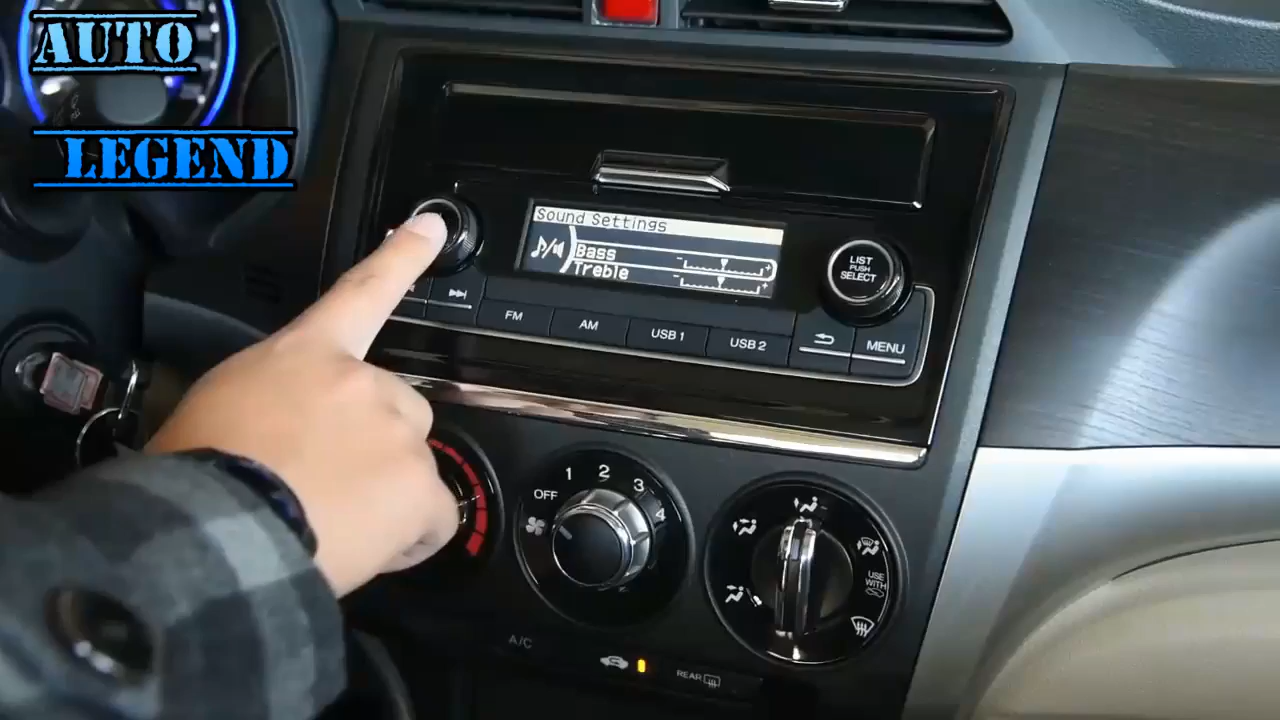 AUTO
LEGEND
Sound Settings
Bass
Treble
LIST
PUSH
SELECT
FM
AM
USB 1
USB 2
MENU
OFF
1
2
3
4
USE
WITH
A/C
REAR